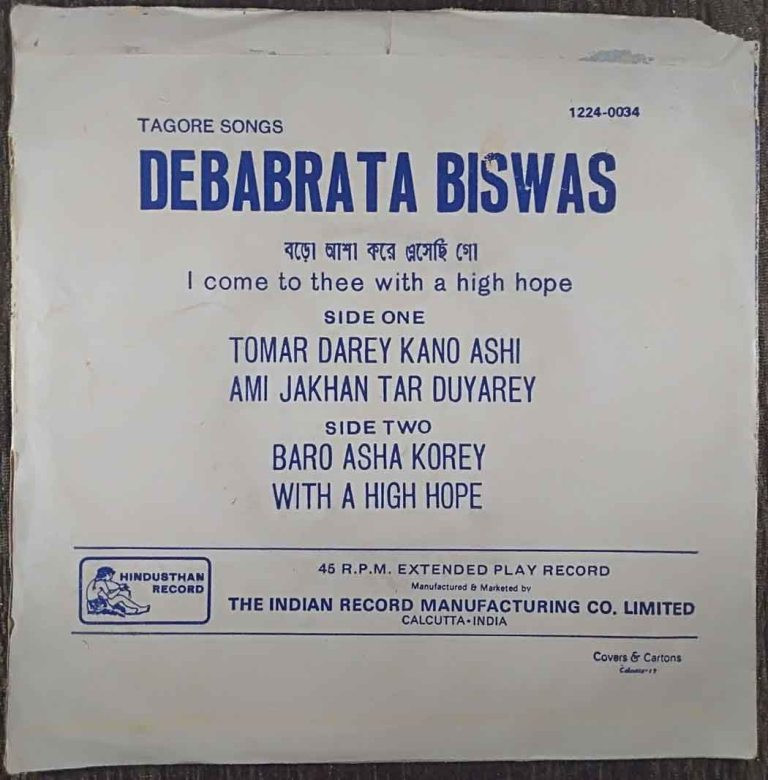 1224-0034
TAGORE SONGS
DEBABRATA BISWAS
বড়ো আশা করে এসেছি গো
I come to thee with a high hope
SIDE ONE
TOMAR DAREY KANO ASHI
AMI JAKHAN TAR DUYAREY
SIDE TWO
BARO ASHA KOREY
WITH A HIGH HOPE
HINDUSTHAN
RECORD
45 R.P.M. EXTENDED PLAY RECORD
Manufactured & Marketed by
THE INDIAN RECORD MANUFACTURING CO. LIMITED
CALCUTTA-INDIA
Covers & Cartons